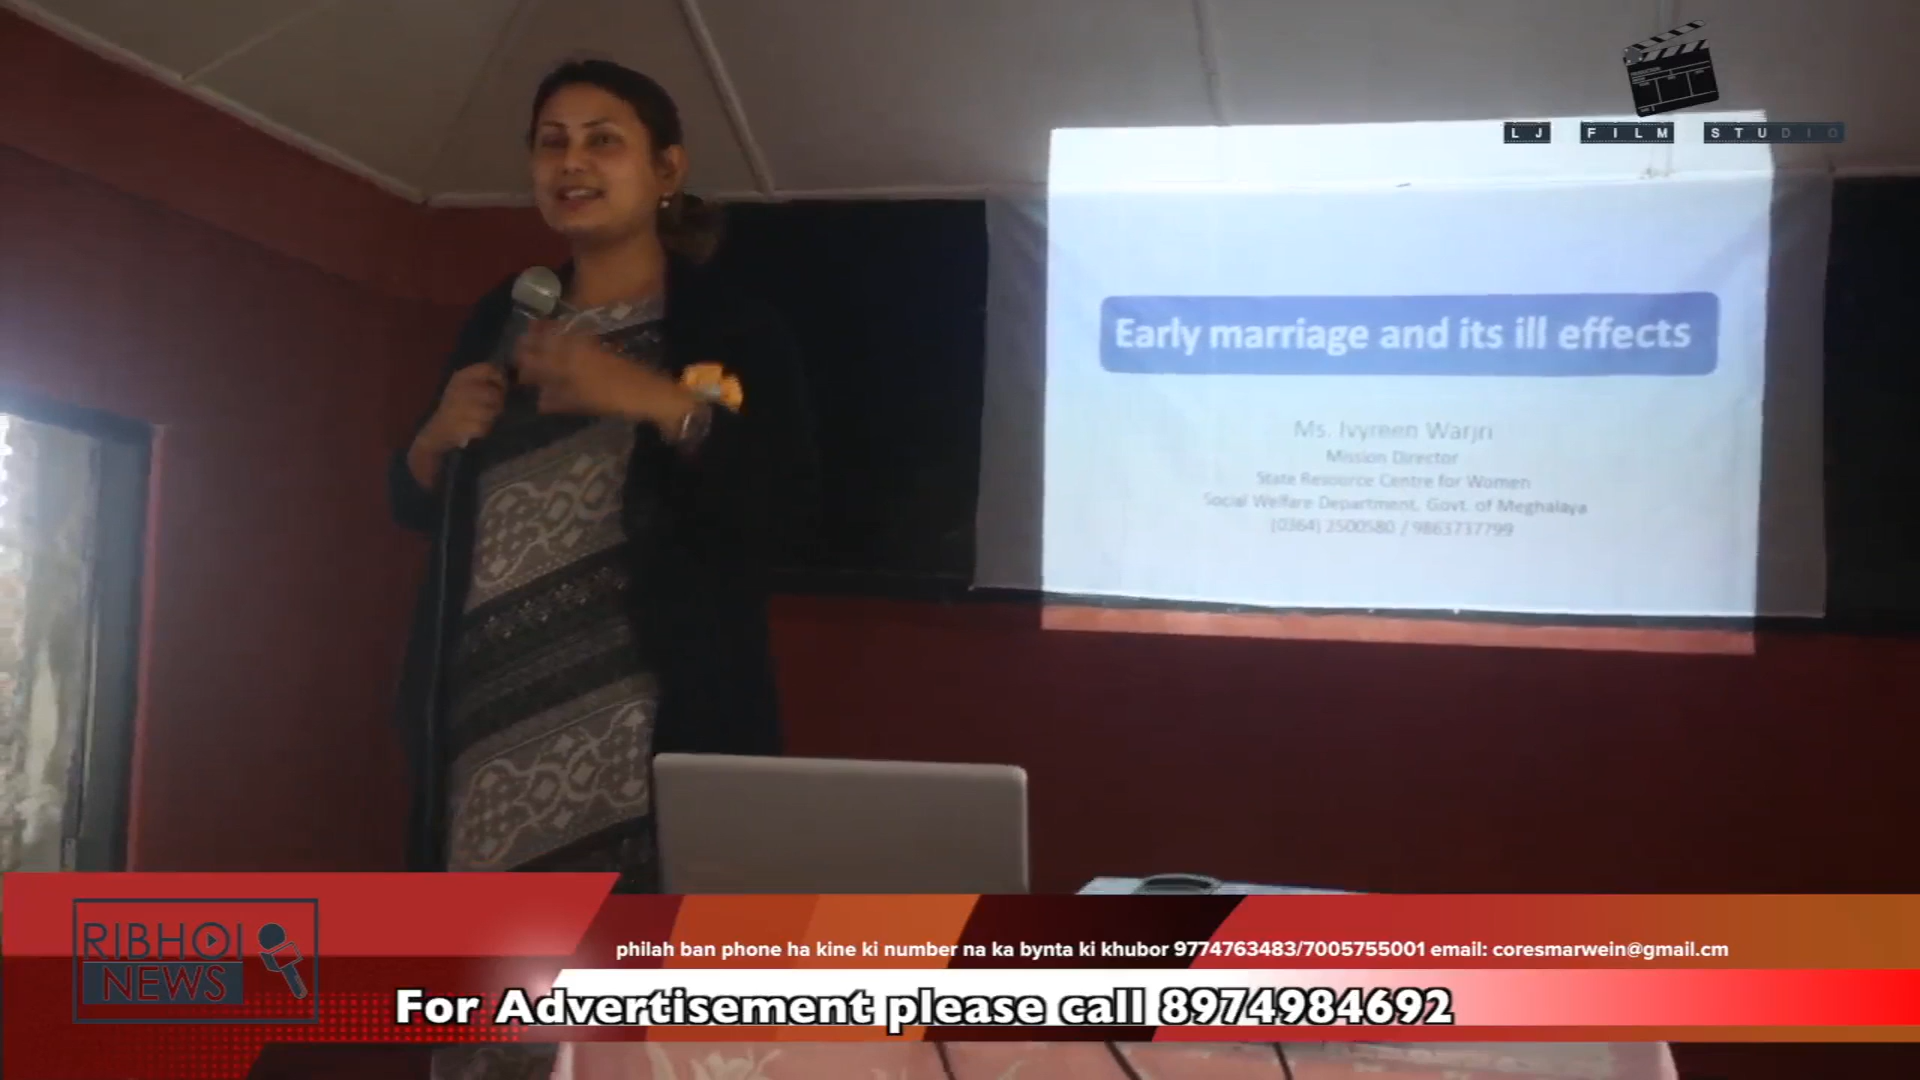 LJ FILM STUDIO
Early marriage and its ill effects
Ms. Ivyreen Warjri
Mission Director
State Resource Centre for Women
Social Welfare Department, Govt. of Meghalaya
(0364) 2500580 / 9863737799
RIBHOI
NEWS
philah ban phone ha kine ki number na ka bynta ki khubor 9774763483/7005755001 email: coresmarwein@gmail.cm
For Advertisement please call 8974984692